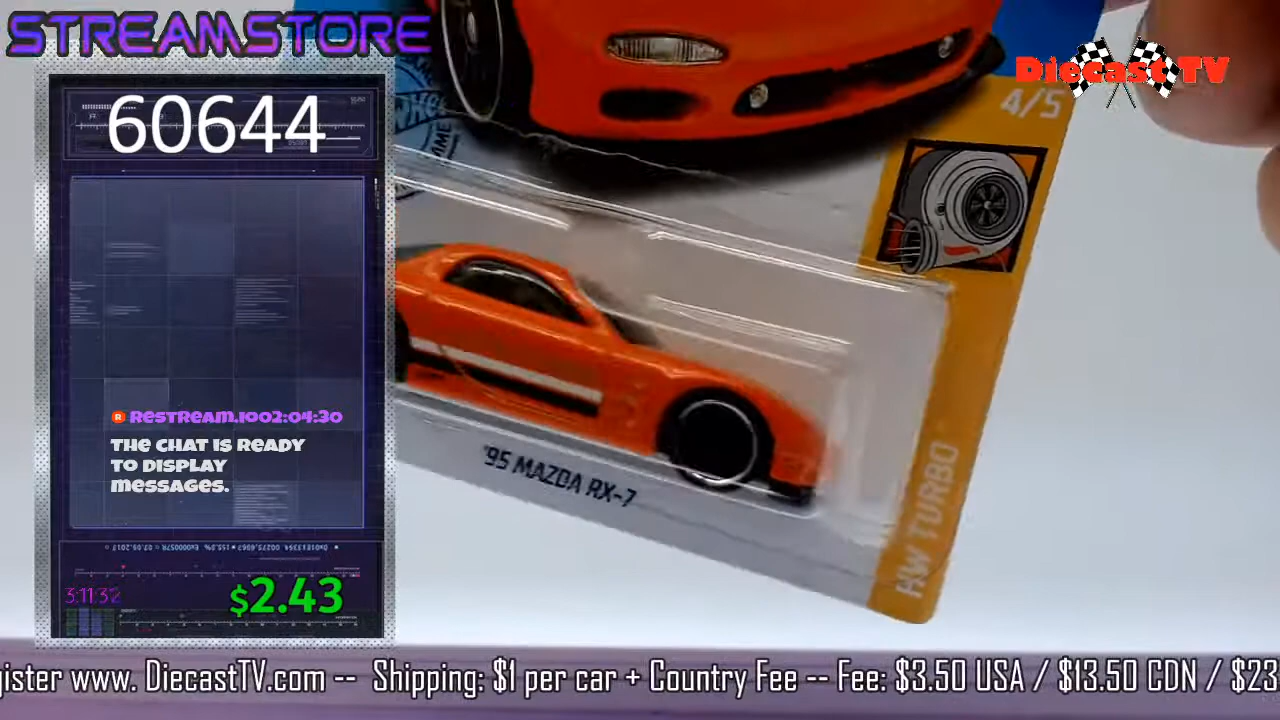 STREAMSTORE
Diecast TV
60644
4/5
RESTREAM.IO 02:04:30
THE CHAT IS READY
TO DISPLAY
MESSAGES.
'95 MAZDA RX-7
HW TURBO
3:11:32
$2.43
gister www. DiecastTV.com -- Shipping: $1 per car + Country Fee -- Fee: $3.50 USA / $13.50 CDN / $23